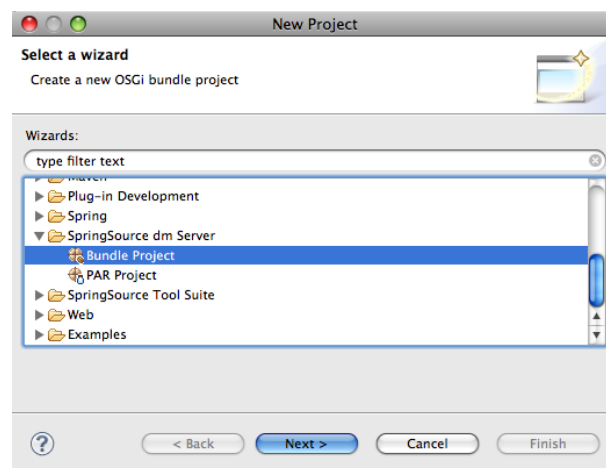 New Project
Select a wizard
Create a new OSGi bundle project
Wizards:
type filter text
Maven
Plug-in Development
Spring
SpringSource dm Server
Bundle Project
PAR Project
SpringSource Tool Suite
Web
Examples
? < Back Next > Cancel Finish